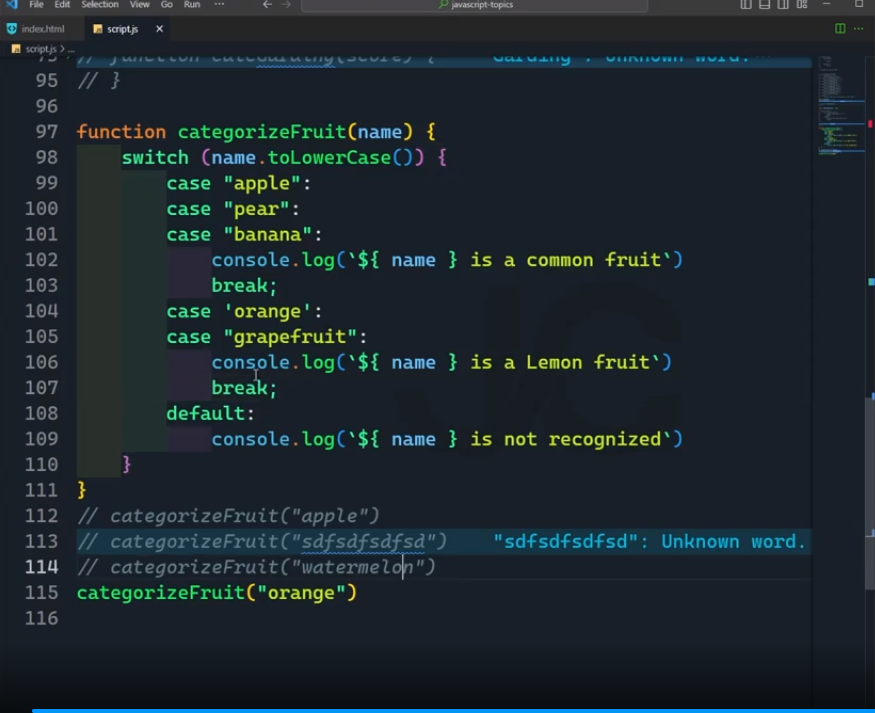 File Edit Selection View Go Run ... javascript-topics
index.html script.js
script.js > ...
95 // }
96
97 function categorizeFruit(name) {
98 switch (name.toLowerCase()) {
99 case "apple":
100 case "pear":
101 case "banana":
102 console.log(`${ name } is a common fruit`)
103 break;
104 case 'orange':
105 case "grapefruit":
106 console.log(`${ name } is a Lemon fruit`)
107 break;
108 default:
109 console.log(`${ name } is not recognized`)
110 }
111 }
112 // categorizeFruit("apple")
113 // categorizeFruit("sdfsdfsdfsd") "sdfsdfsdfsd": Unknown word.
114 // categorizeFruit("watermelon")
115 categorizeFruit("orange")
116